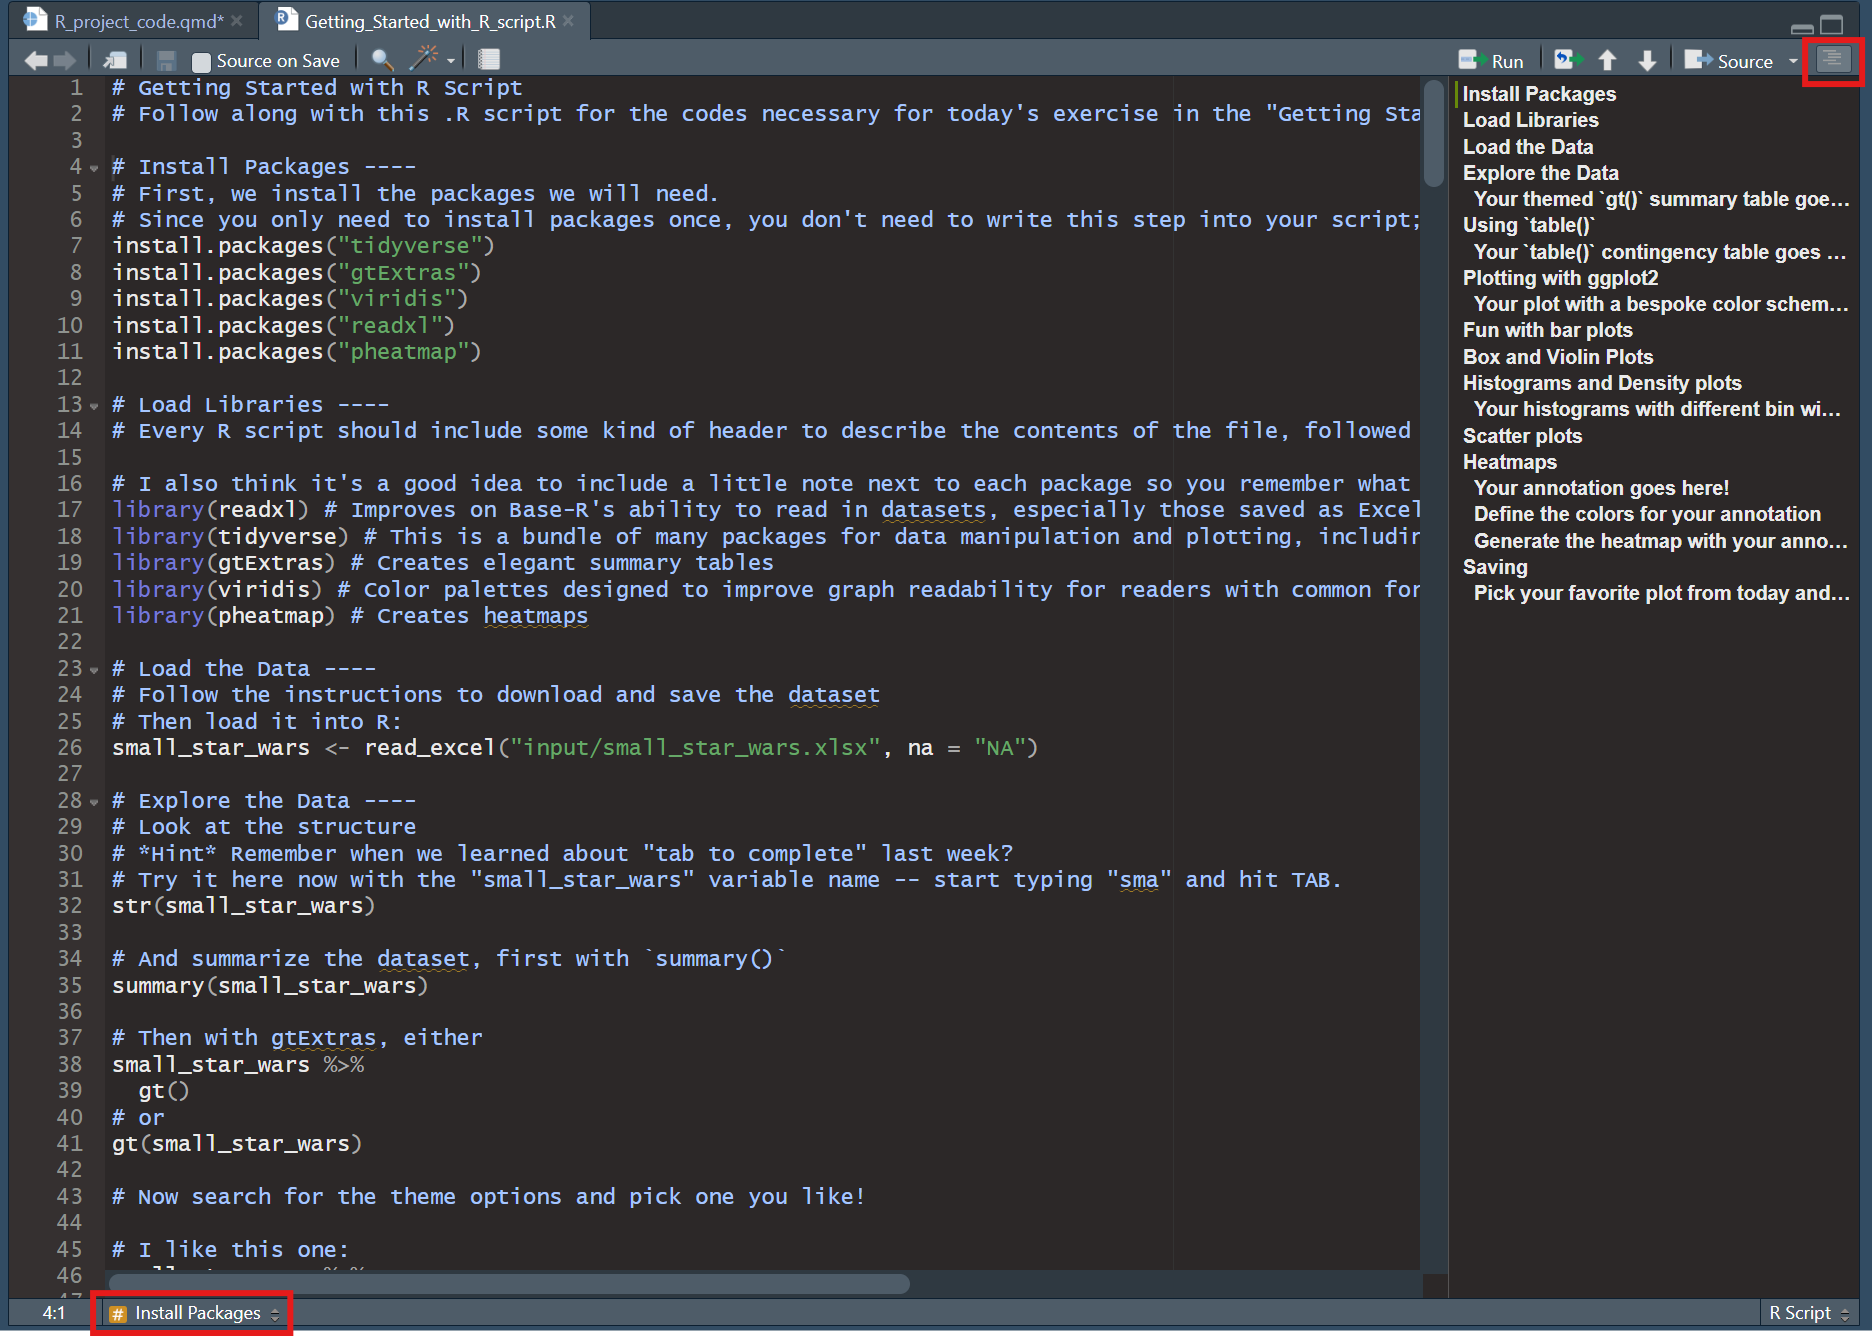 R_project_code.qmd*
Getting_Started_with_R_script.R
Source on Save
Run
Source
1 # Getting Started with R Script
2 # Follow along with this .R script for the codes necessary for today's exercise in the "Getting Sta
3
4 # Install Packages ----
5 # First, we install the packages we will need.
6 # Since you only need to install packages once, you don't need to write this step into your script;
7 install.packages("tidyverse")
8 install.packages("gtExtras")
9 install.packages("viridis")
10 install.packages("readxl")
11 install.packages("pheatmap")
12
13 # Load Libraries ----
14 # Every R script should include some kind of header to describe the contents of the file, followed
15
16 # I also think it's a good idea to include a little note next to each package so you remember what
17 library(readxl) # Improves on Base-R's ability to read in datasets, especially those saved as Excel
18 library(tidyverse) # This is a bundle of many packages for data manipulation and plotting, includin
19 library(gtExtras) # Creates elegant summary tables
20 library(viridis) # Color palettes designed to improve graph readability for readers with common for
21 library(pheatmap) # Creates heatmaps
22
23 # Load the Data ----
24 # Follow the instructions to download and save the dataset
25 # Then load it into R:
26 small_star_wars <- read_excel("input/small_star_wars.xlsx", na = "NA")
27
28 # Explore the Data ----
29 # Look at the structure
30 # *Hint* Remember when we learned about "tab to complete" last week?
31 # Try it here now with the "small_star_wars" variable name -- start typing "sma" and hit TAB.
32 str(small_star_wars)
33
34 # And summarize the dataset, first with `summary()`
35 summary(small_star_wars)
36
37 # Then with gtExtras, either
38 small_star_wars %>%
39 gt()
40 # or
41 gt(small_star_wars)
42
43 # Now search for the theme options and pick one you like!
44
45 # I like this one:
46
Install Packages
Load Libraries
Load the Data
Explore the Data
Your themed `gt()` summary table goe...
Using `table()`
Your `table()` contingency table goes ...
Plotting with ggplot2
Your plot with a bespoke color schem...
Fun with bar plots
Box and Violin Plots
Histograms and Density plots
Your histograms with different bin wi...
Scatter plots
Heatmaps
Your annotation goes here!
Define the colors for your annotation
Generate the heatmap with your anno...
Saving
Pick your favorite plot from today and...
4:1
# Install Packages
R Script